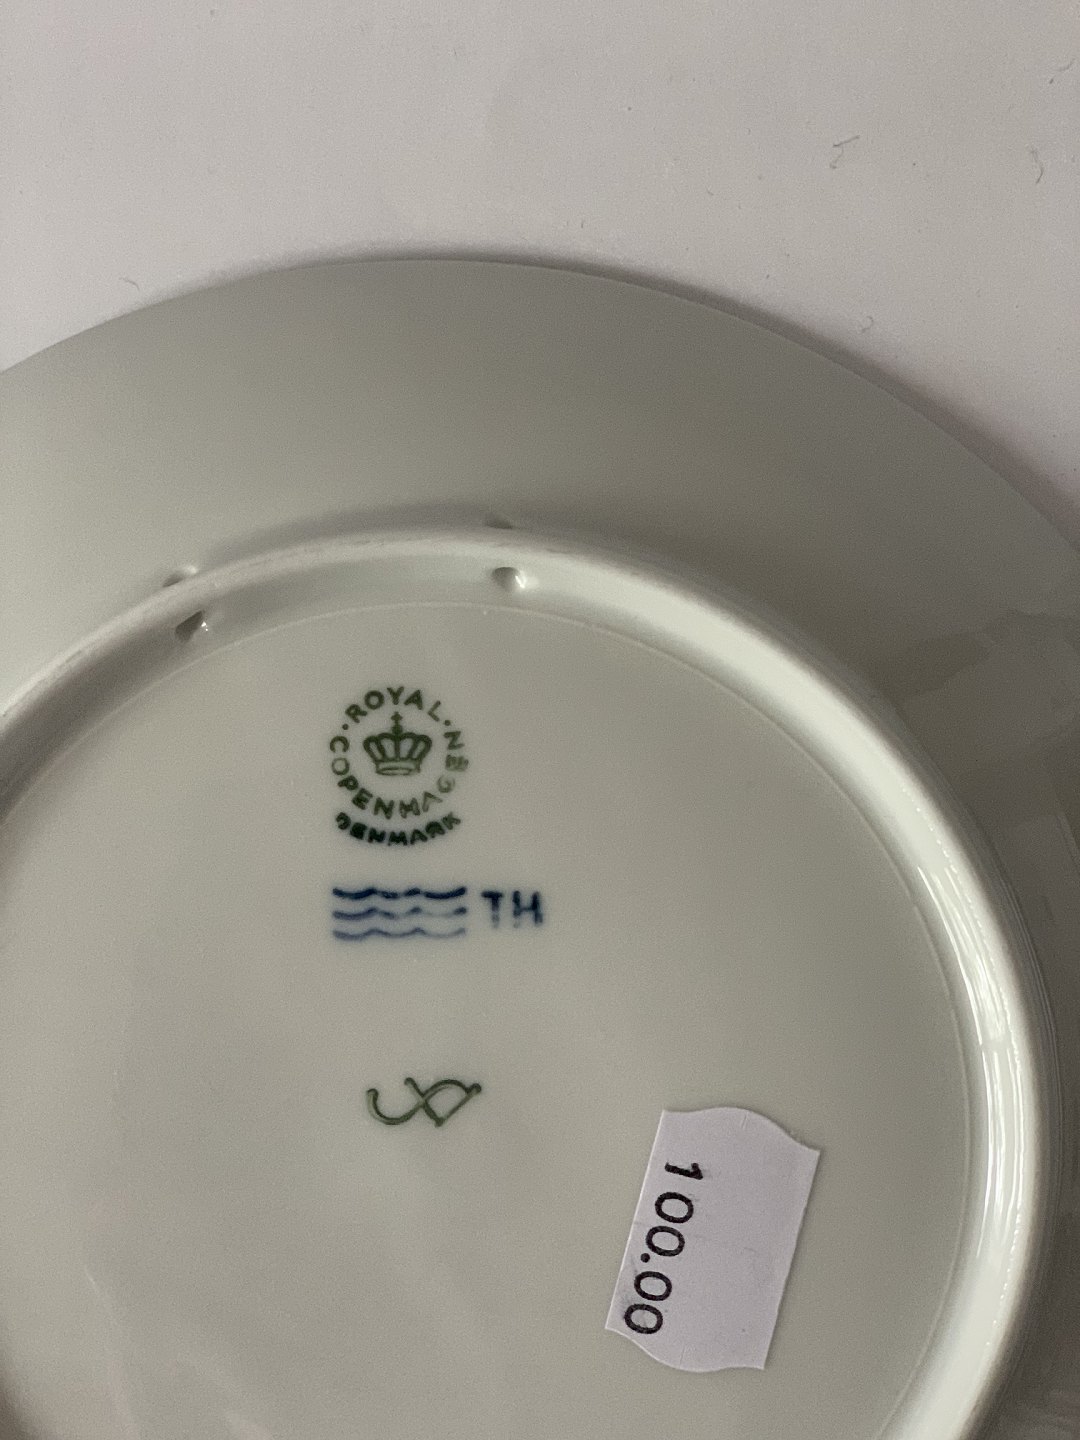 ROYAL
COPENHAGEN
DENMARK
TH
100.00